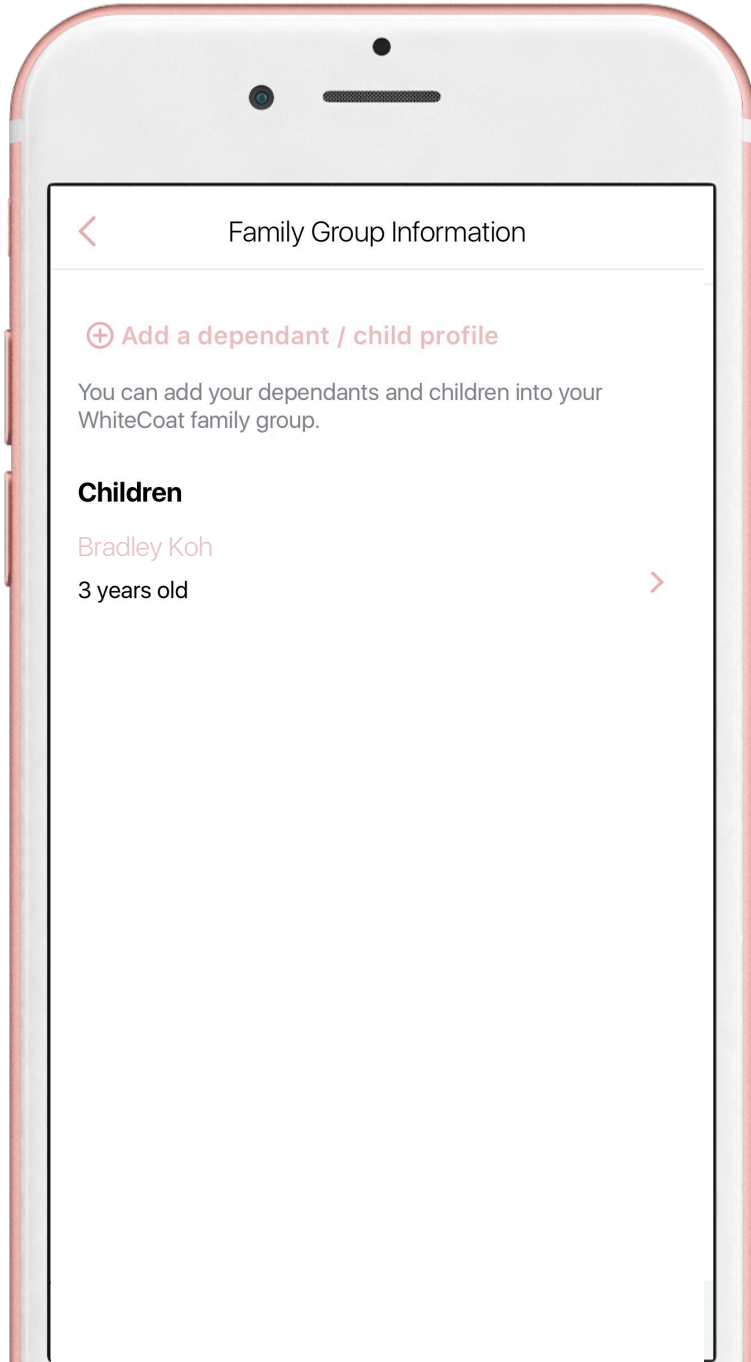 Family Group Information
Add a dependant / child profile
You can add your dependants and children into your
WhiteCoat family group.
Children
Bradley Koh
3 years old